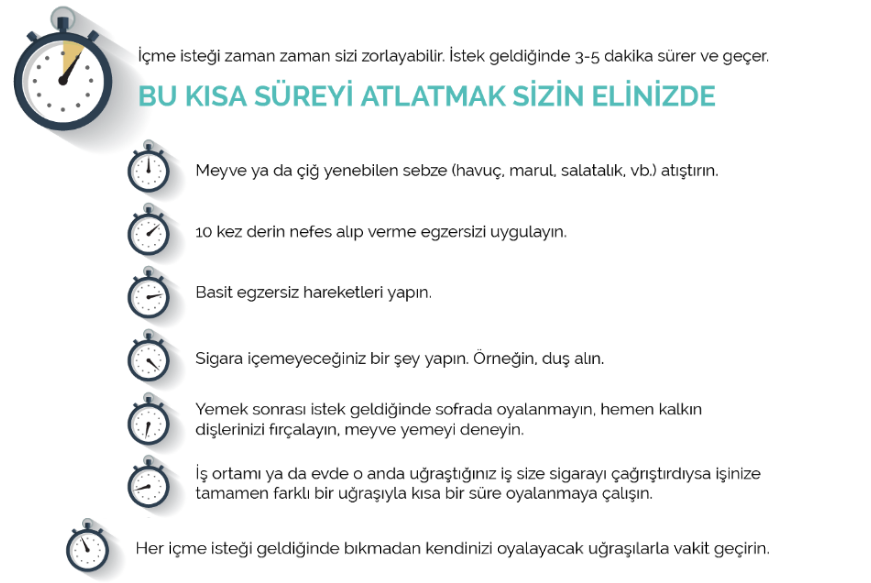 İçme isteği zaman zaman sizi zorlayabilir. İstek geldiğinde 3-5 dakika sürer ve geçer.
BU KISA SÜREYİ ATLATMAK SİZİN ELİNİZDE
Meyve ya da çiğ yenebilen sebze (havuç, marul, salatalık, vb.) atıştırın.
10 kez derin nefes alıp verme egzersizi uygulayın.
Basit egzersiz hareketleri yapın.
Sigara içemeyeceğiniz bir şey yapın. Örneğin, duş alın.
Yemek sonrası istek geldiğinde sofrada oyalanmayın, hemen kalkın
dişlerinizi fırçalayın, meyve yemeyi deneyin.
İş ortamı ya da evde o anda uğraştığınız iş size sigarayı çağrıştırdıysa işinize
tamamen farklı bir uğraşıyla kısa bir süre oyalanmaya çalışın.
Her içme isteği geldiğinde bıkmadan kendinizi oyalayacak uğraşılarla vakit geçirin.